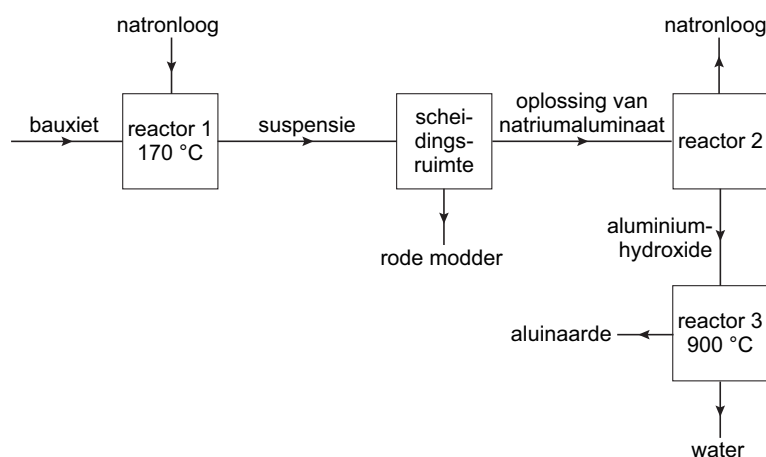 natronloog
natronloog
bauxiet
reactor 1
170 °C
suspensie
schei-
dings-
ruimte
oplossing van
natriumaluminaat
reactor 2
rode modder
aluminium-
hydroxide
aluinaarde
reactor 3
900 °C
water